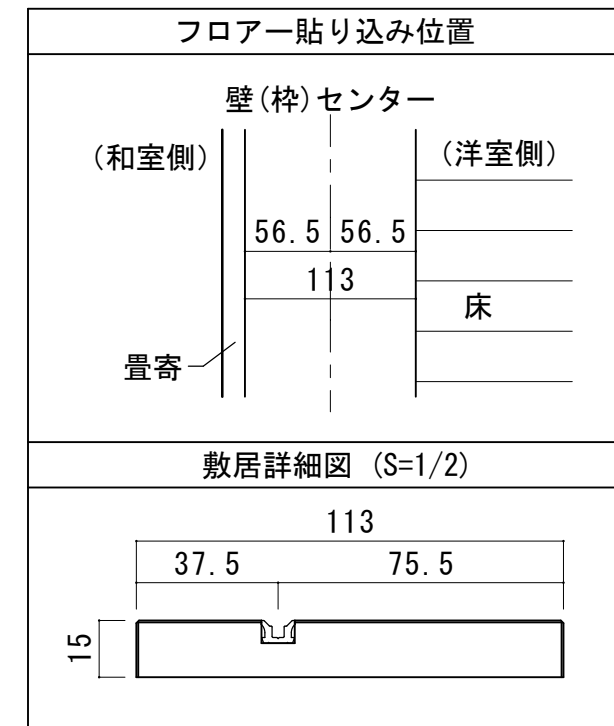 フロアー貼り込み位置
壁(枠)センター
(和室側)
(洋室側)
56.5
56.5
113
床
畳寄
敷居詳細図 (S=1/2)
113
37.5
75.5
15